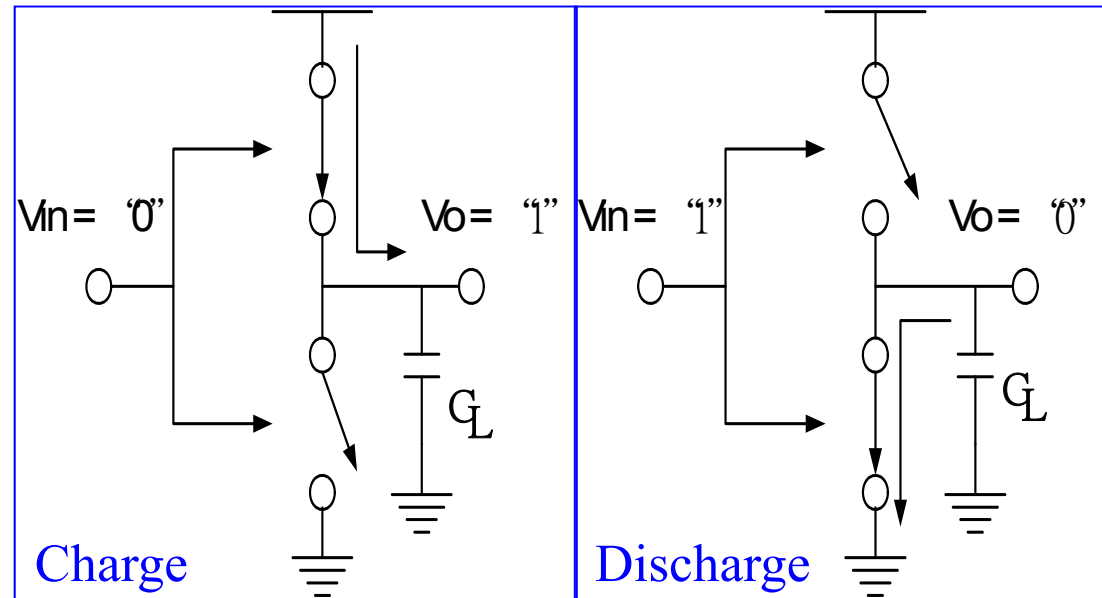 Vin= “0”
Vo= “1”
CL
Charge
Vin= “1”
Vo= “0”
CL
Discharge